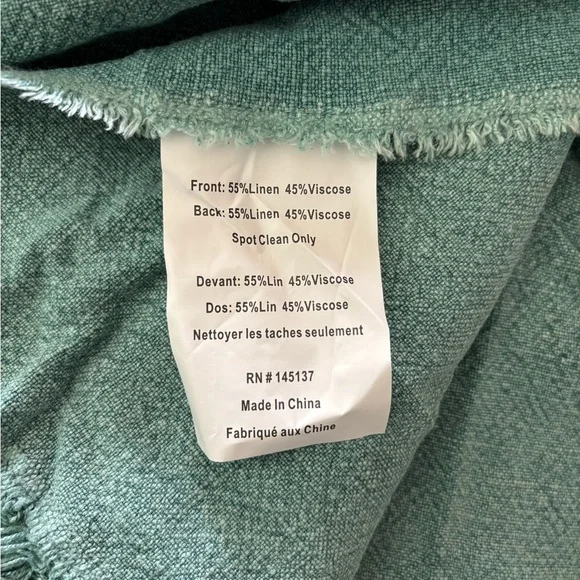 Front: 55%Linen 45%Viscose
Back: 55%Linen 45%Viscose
Spot Clean Only
Devant: 55%Lin 45%Viscose
Dos: 55%Lin 45%Viscose
Nettoyer les taches seulement
RN # 145137
Made In China
Fabriqué aux Chine